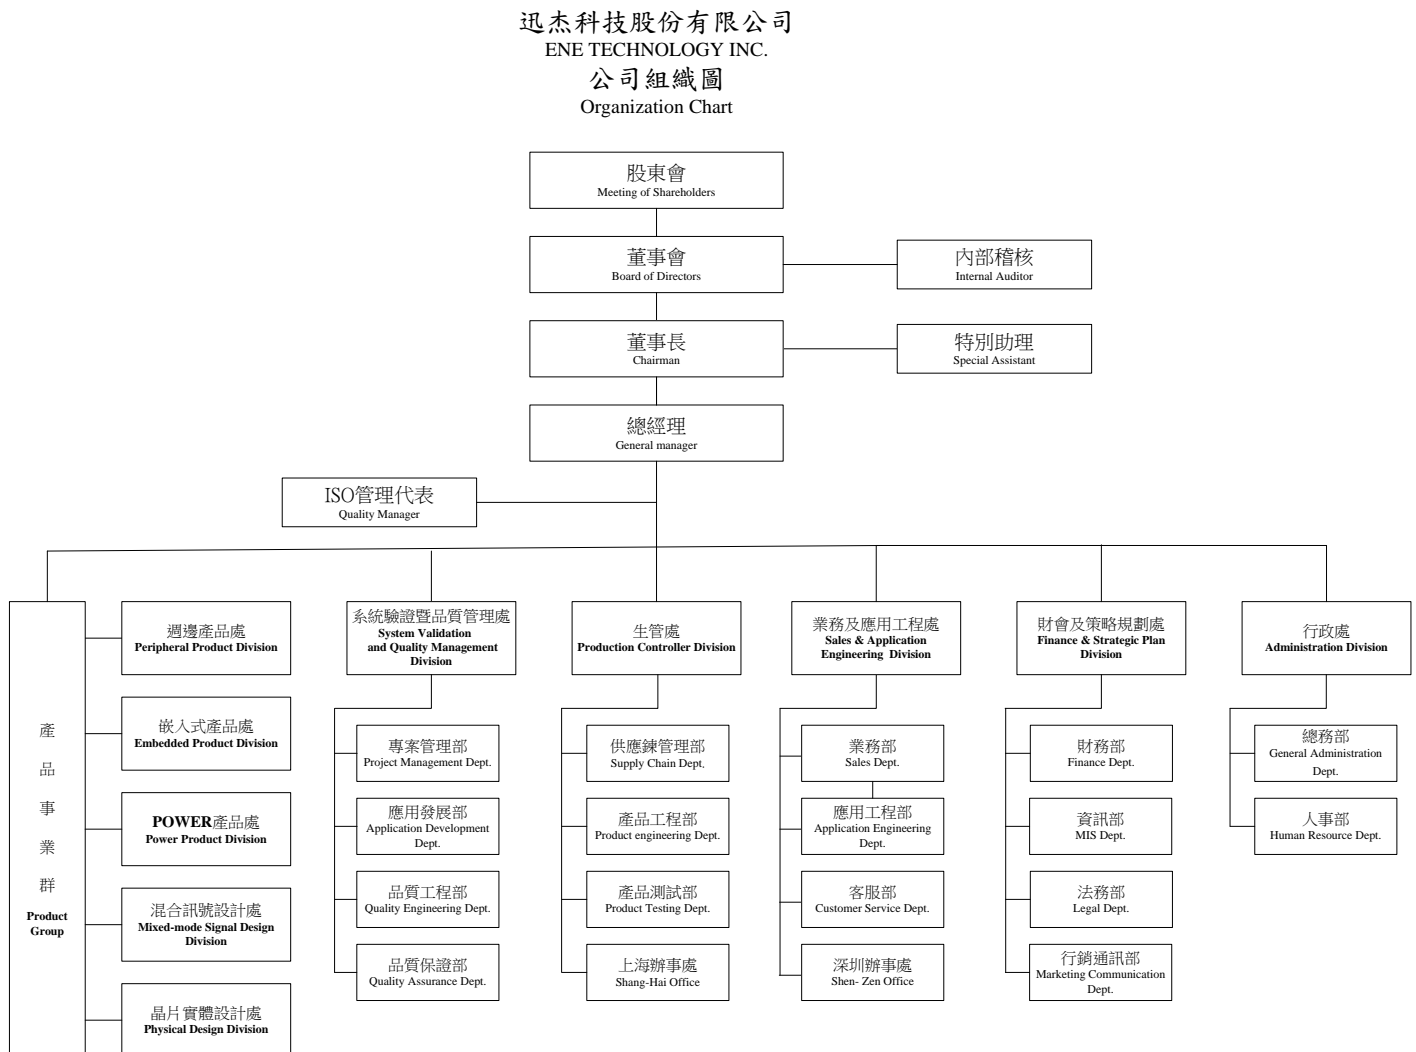 迅杰科技股份有限公司
ENE TECHNOLOGY INC.
公司組織圖
Organization Chart
股東會
Meeting of Shareholders
董事會
Board of Directors
內部稽核
Internal Auditor
董事長
Chairman
特別助理
Special Assistant
總經理
General manager
ISO管理代表
Quality Manager
產
品
事
業
群
Product
Group
週邊產品處
Peripheral Product Division
嵌入式產品處
Embedded Product Division
POWER產品處
Power Product Division
混合訊號設計處
Mixed-mode Signal Design
Division
晶片實體設計處
Physical Design Division
系統驗證暨品質管理處
System Validation
and Quality Management
Division
專案管理部
Project Management Dept.
應用發展部
Application Development
Dept.
品質工程部
Quality Engineering Dept.
品質保證部
Quality Assurance Dept.
生管處
Production Controller Division
供應鍊管理部
Supply Chain Dept.
產品工程部
Product engineering Dept.
產品測試部
Product Testing Dept.
上海辦事處
Shang-Hai Office
業務及應用工程處
Sales & Application
Engineering Division
業務部
Sales Dept.
應用工程部
Application Engineering
Dept.
客服部
Customer Service Dept.
深圳辦事處
Shen- Zen Office
財會及策略規劃處
Finance & Strategic Plan
Division
財務部
Finance Dept.
資訊部
MIS Dept.
法務部
Legal Dept.
行銷通訊部
Marketing Communication
Dept.
行政處
Administration Division
總務部
General Administration
Dept.
人事部
Human Resource Dept.